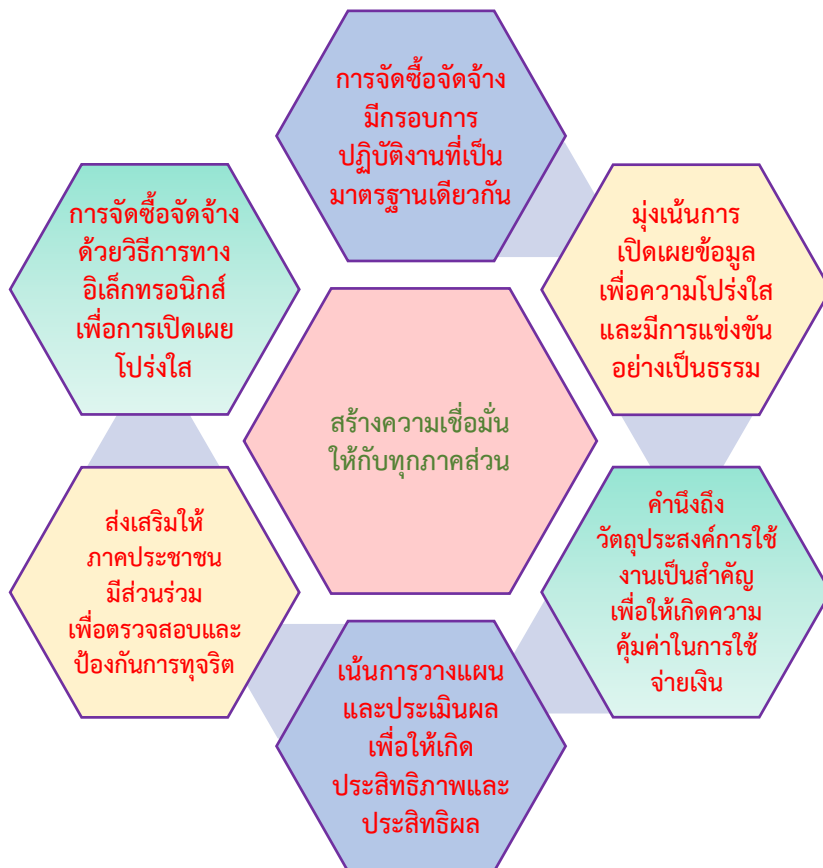 การจัดซื้อจัดจ้าง
มีกรอบการ
ปฏิบัติงานที่เป็น
มาตรฐานเดียวกัน
มุ่งเน้นการ
เปิดเผยข้อมูล
เพื่อความโปร่งใส
และมีการแข่งขัน
อย่างเป็นธรรม
คำนึงถึง
วัตถุประสงค์การใช้
งานเป็นสำคัญ
เพื่อให้เกิดความ
คุ้มค่าในการใช้
จ่ายเงิน
เน้นการวางแผน
และประเมินผล
เพื่อให้เกิด
ประสิทธิภาพและ
ประสิทธิผล
ส่งเสริมให้
ภาคประชาชน
มีส่วนร่วม
เพื่อตรวจสอบและ
ป้องกันการทุจริต
การจัดซื้อจัดจ้าง
ด้วยวิธีการทาง
อิเล็กทรอนิกส์
เพื่อการเปิดเผย
โปร่งใส
สร้างความเชื่อมั่น
ให้กับทุกภาคส่วน